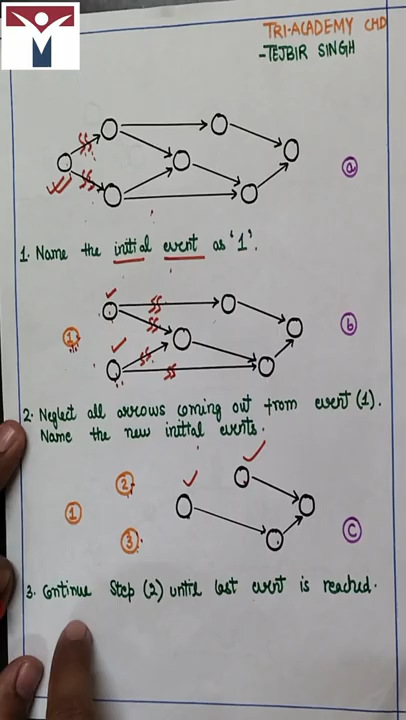 TRI-ACADEMY CHD
-TEJBIR SINGH
a
1. Name the initial event as '1'.
1
b
2. Neglect all arrows coming out from event (1).
Name the new initial events.
2
1
3
C
3. Continue Step (2) until last event is reached.